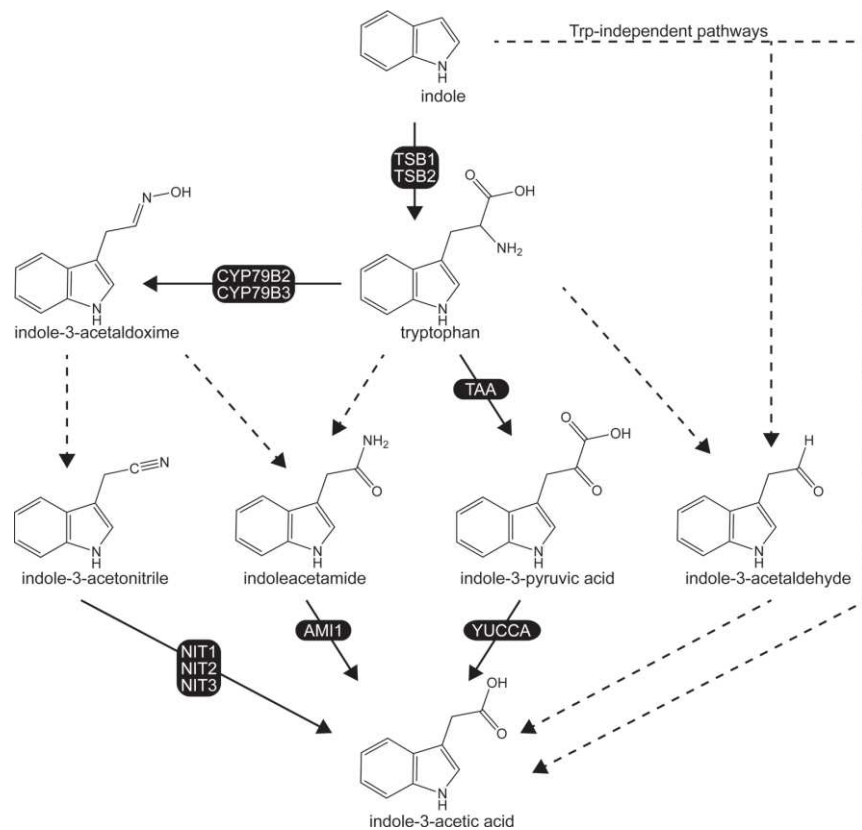 Trp-independent pathways
N
H
indole
TSB1
TSB2
O
OH
NH2
N
H
tryptophan
N
OH
N
H
indole-3-acetaldoxime
CYP79B2
CYP79B3
TAA
C
N
N
H
indole-3-acetonitrile
NH2
O
N
H
indoleacetamide
O
OH
O
N
H
indole-3-pyruvic acid
H
O
N
H
indole-3-acetaldehyde
NIT1
NIT2
NIT3
AMI1
YUCCA
OH
O
N
H
indole-3-acetic acid